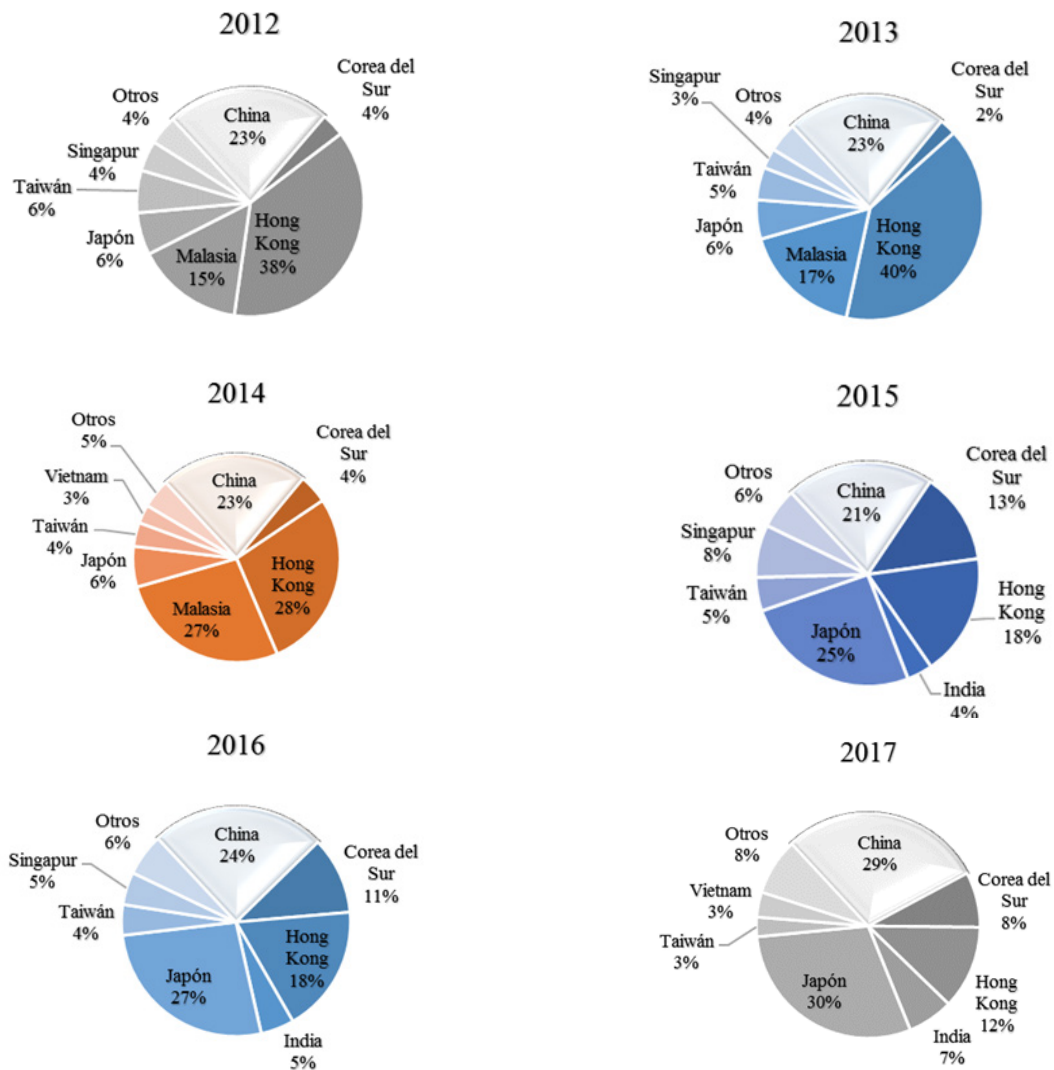 2012
China
23%
Corea del
Sur
4%
Hong
Kong
38%
Malasia
15%
Japón
6%
Taiwán
6%
Singapur
4%
Otros
4%
2013
China
23%
Corea del
Sur
2%
Hong
Kong
40%
Malasia
17%
Japón
6%
Taiwán
5%
Singapur
3%
Otros
4%
2014
China
23%
Corea del
Sur
4%
Hong
Kong
28%
Malasia
27%
Japón
6%
Taiwán
4%
Vietnam
3%
Otros
5%
2015
China
21%
Corea del
Sur
13%
Hong
Kong
18%
India
4%
Japón
25%
Taiwán
5%
Singapur
8%
Otros
6%
2016
China
24%
Corea del
Sur
11%
Hong
Kong
18%
India
5%
Japón
27%
Taiwán
4%
Singapur
5%
Otros
6%
2017
China
29%
Corea del
Sur
8%
Hong
Kong
12%
India
7%
Japón
30%
Taiwán
3%
Vietnam
3%
Otros
8%